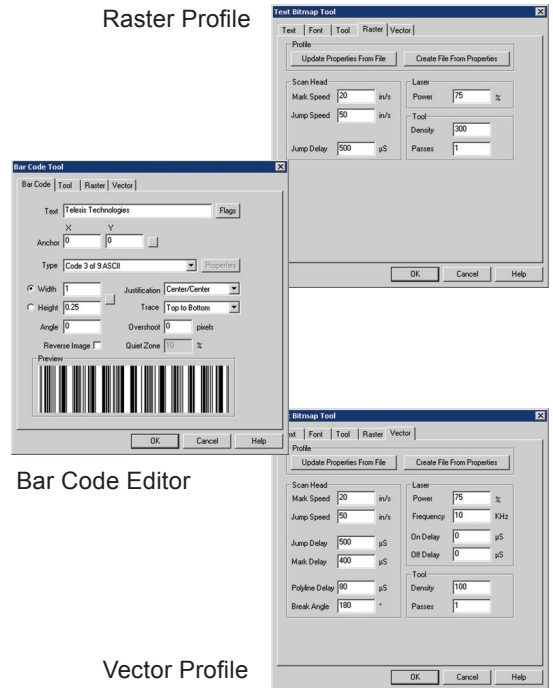 Raster Profile
Text Bitmap Tool
Text Font Tool Raster Vector
Profile
Update Properties From File Create File From Properties
Scan Head Laser
Mark Speed 20 in/s Power 75 %
Jump Speed 50 in/s Tool
Density 300
Jump Delay 500 µS Passes 1
OK Cancel Help
Bar Code Tool
Bar Code Tool Raster Vector
Text Telesis Technologies Flags
X Y
Anchor 0 0
Type Code 3 of 9 ASCII Properties
Width 1 Justification Center/Center
Height 0.25 Trace Top to Bottom
Angle 0 Overshoot 0 pixels
Reverse Image Quiet Zone 10 %
Preview
OK Cancel Help
Bar Code Editor
Bitmap Tool
Font Tool Raster Vector
Profile
Update Properties From File Create File From Properties
Scan Head Laser
Mark Speed 20 in/s Power 75 %
Jump Speed 50 in/s Frequency 10 KHz
Jump Delay 500 µS On Delay 0 µS
Mark Delay 400 µS Off Delay 0 µS
Tool
Polyline Delay 80 µS Density 100
Break Angle 180 ° Passes 1
OK Cancel Help
Vector Profile